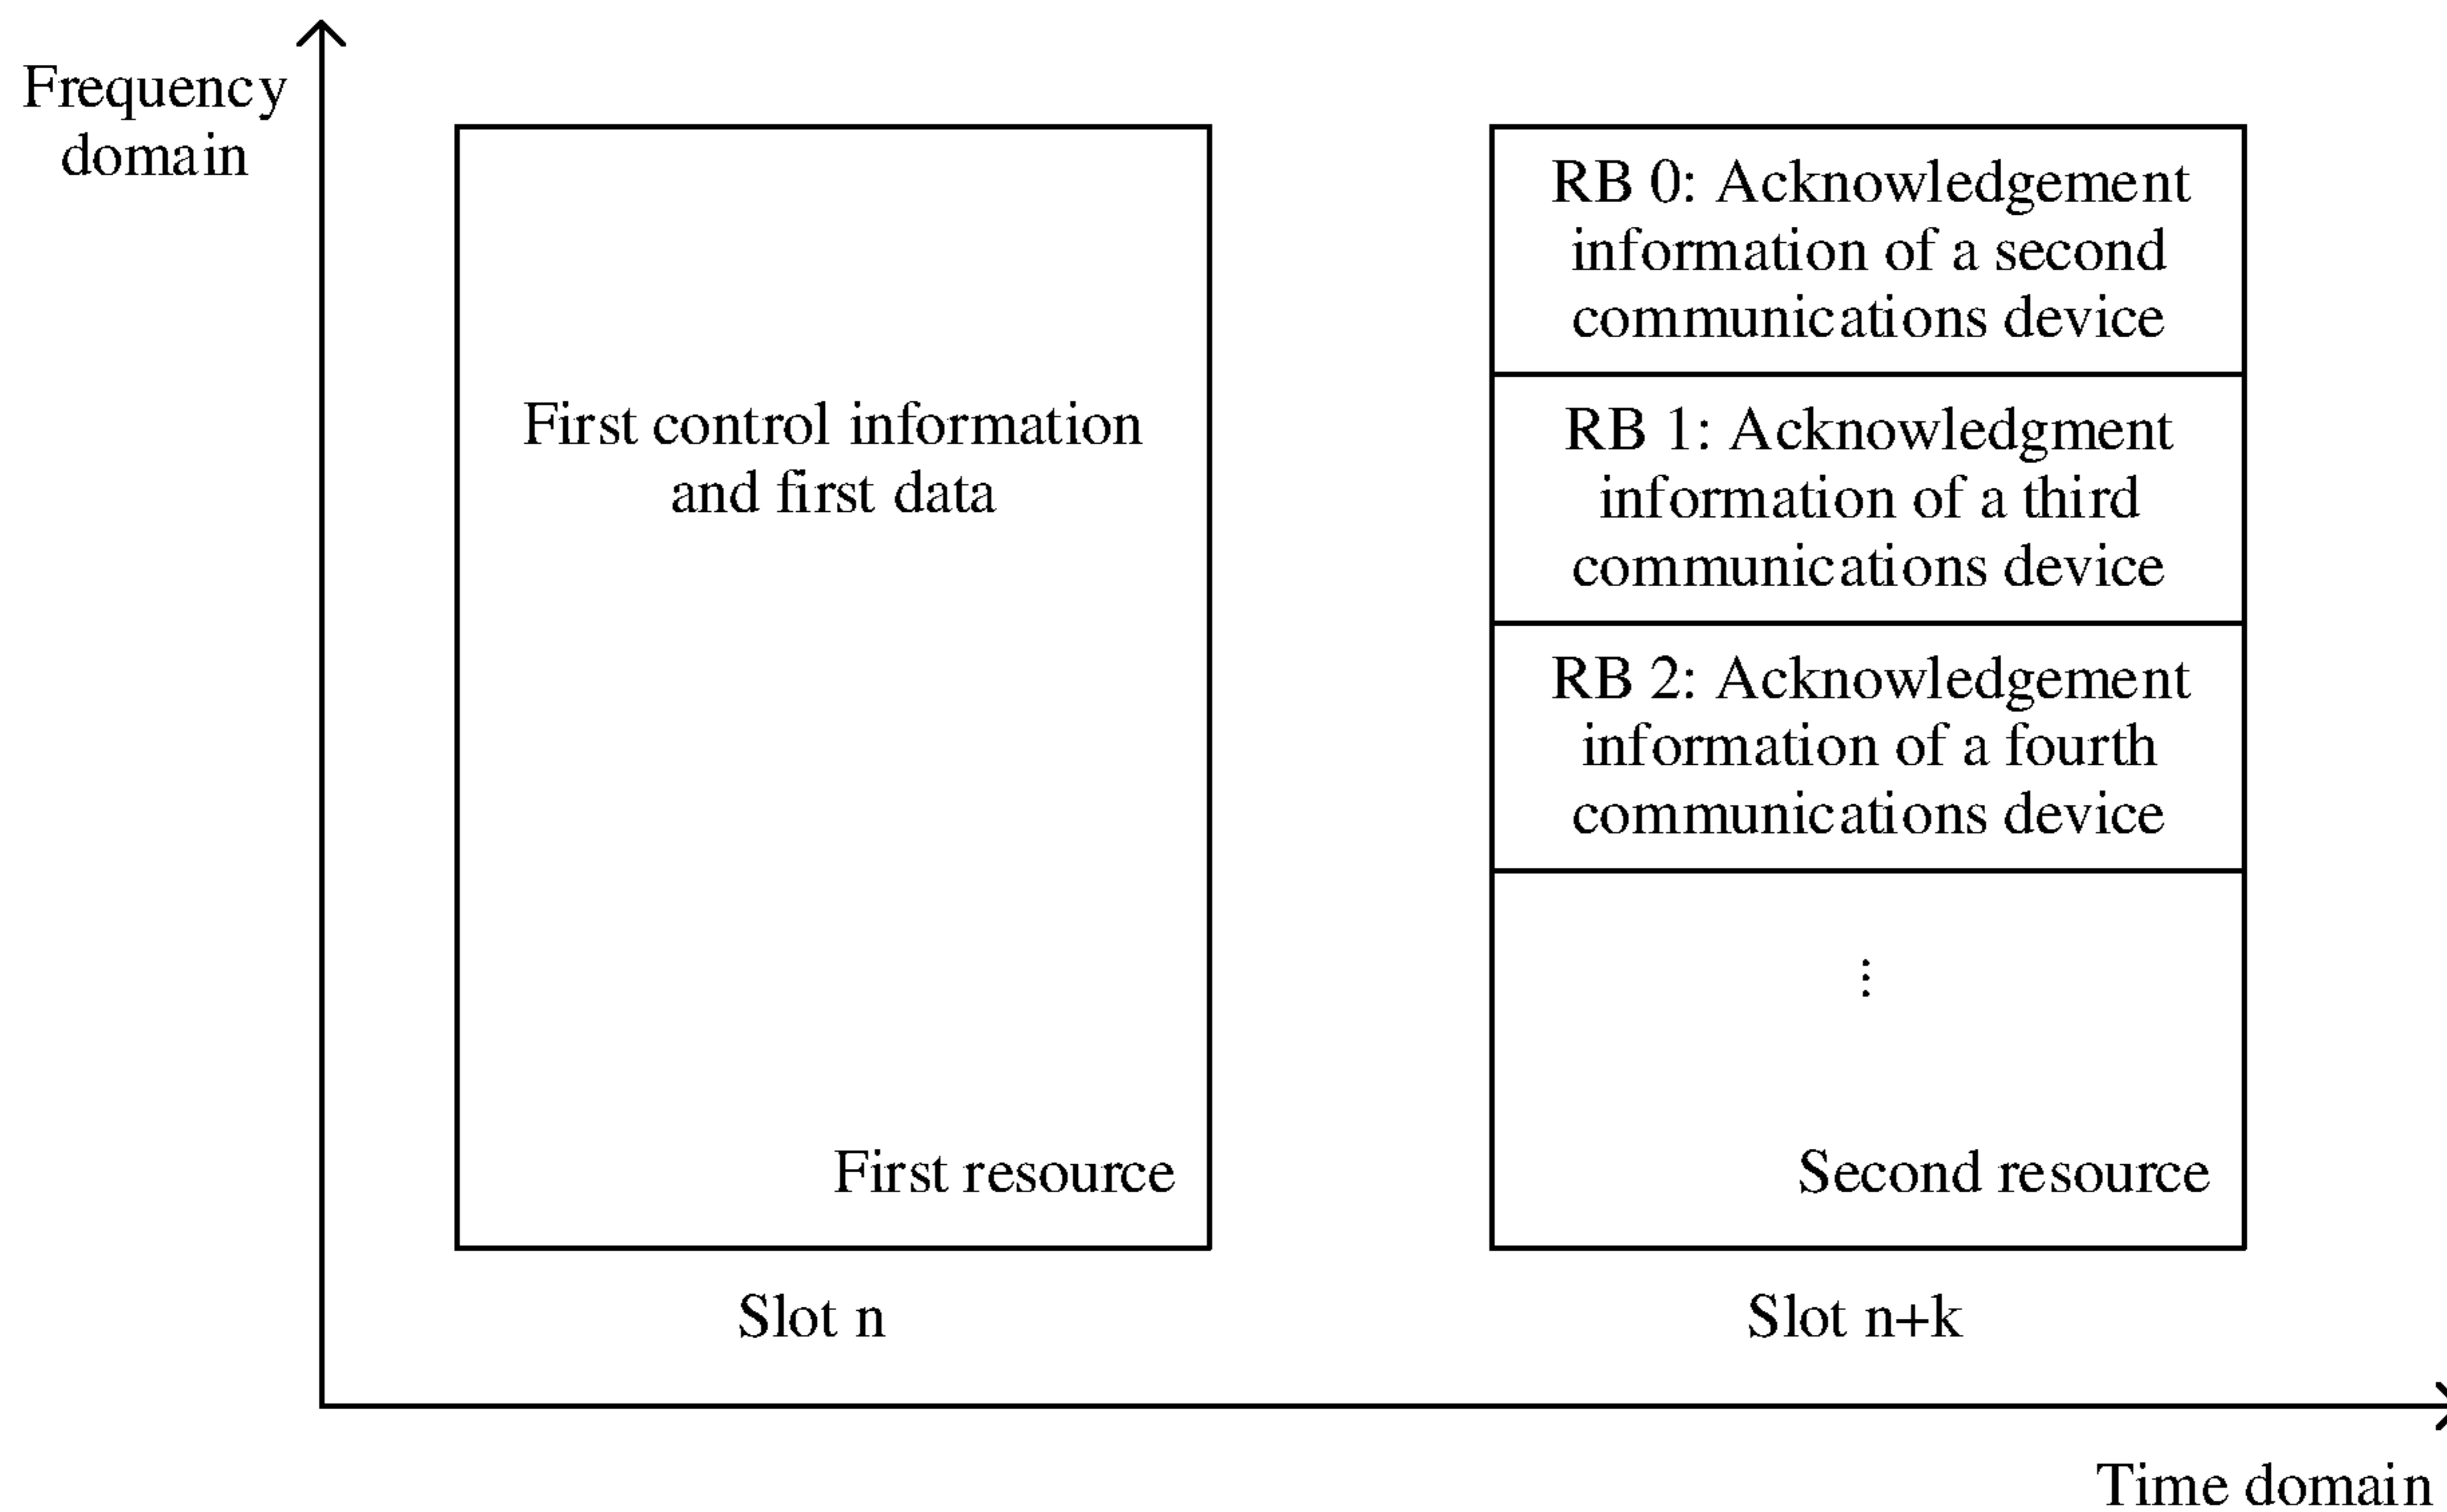 Frequency
domain
First control information
and first data
First resource
Slot n
RB 0: Acknowledgement
information of a second
communications device
RB 1: Acknowledgment
information of a third
communications device
RB 2: Acknowledgement
information of a fourth
communications device
⋮
Second resource
Slot n+k
Time domain